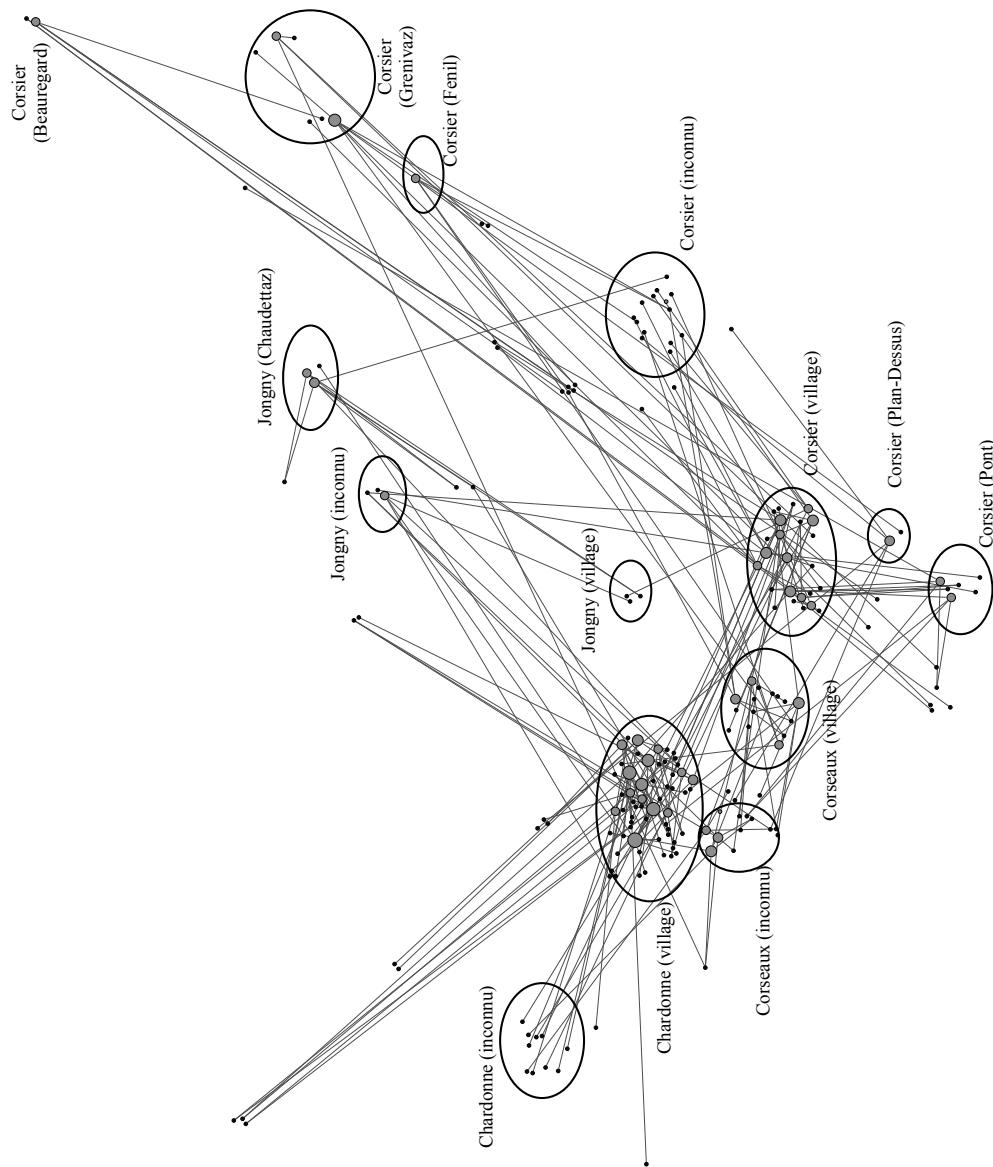 Corsier
(Beauregard)
Corsier
(Grenivaz)
Corsier (Fenil)
Corsier (inconnu)
Jongny (Chaudettaz)
Corsier (Plan-Dessus)
Corsier (village)
Jongny (inconnu)
Corsier (Pont)
Jongny (village)
Corseaux (village)
Chardonne (village)
Corseaux (inconnu)
Chardonne (inconnu)